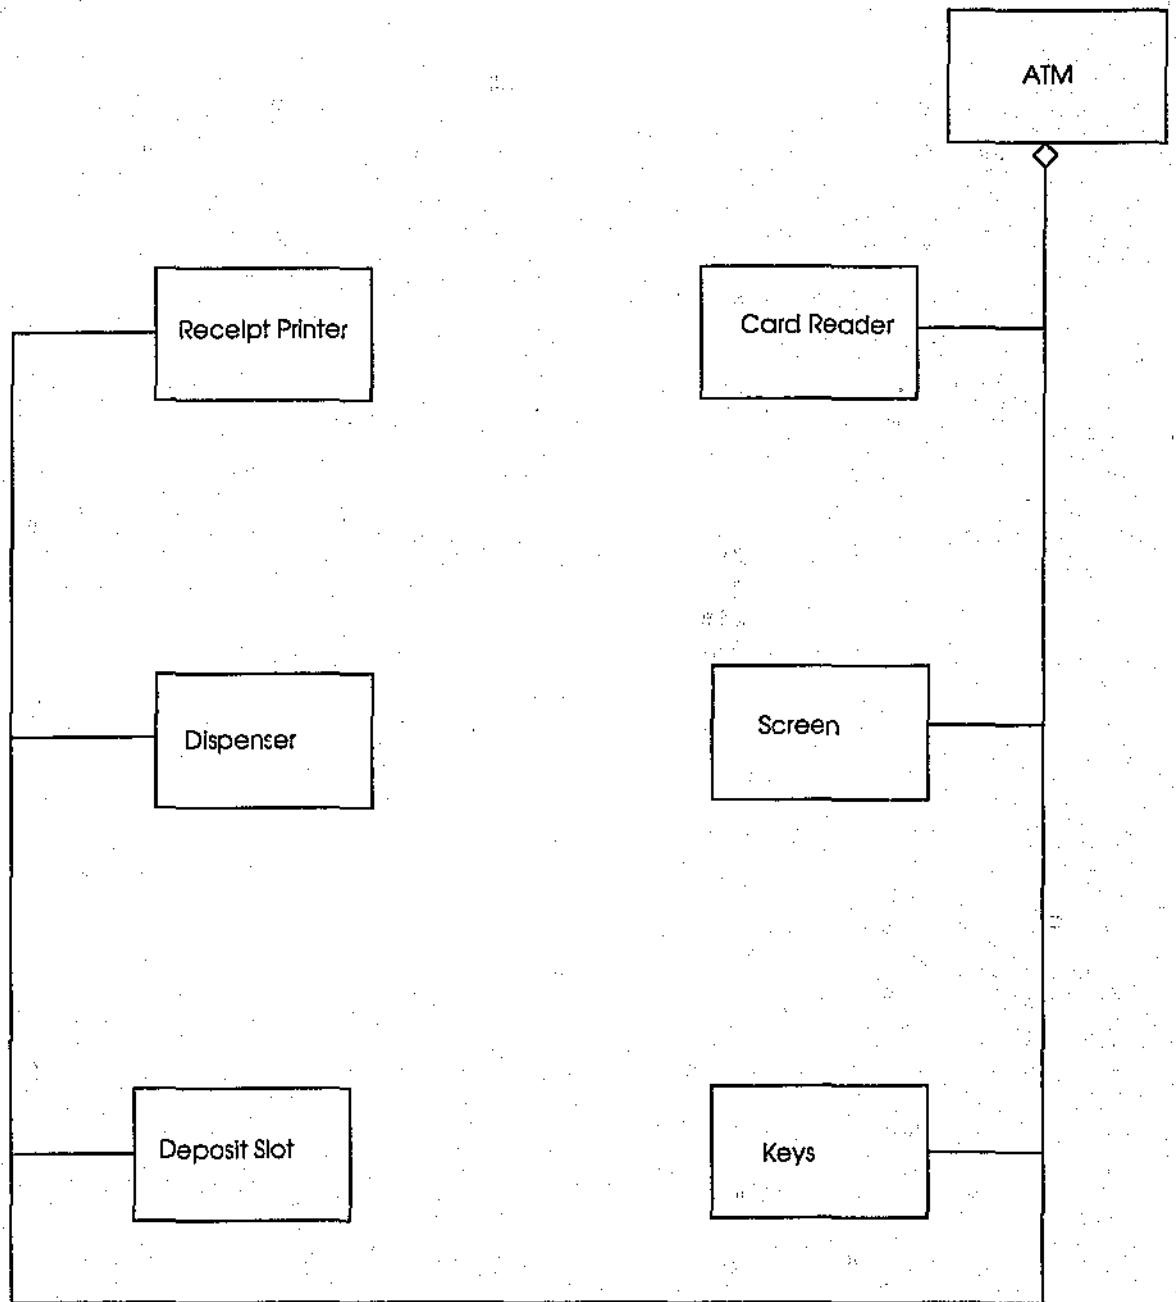 ATM
Receipt Printer
Card Reader
Dispenser
Screen
Deposit Slot
Keys